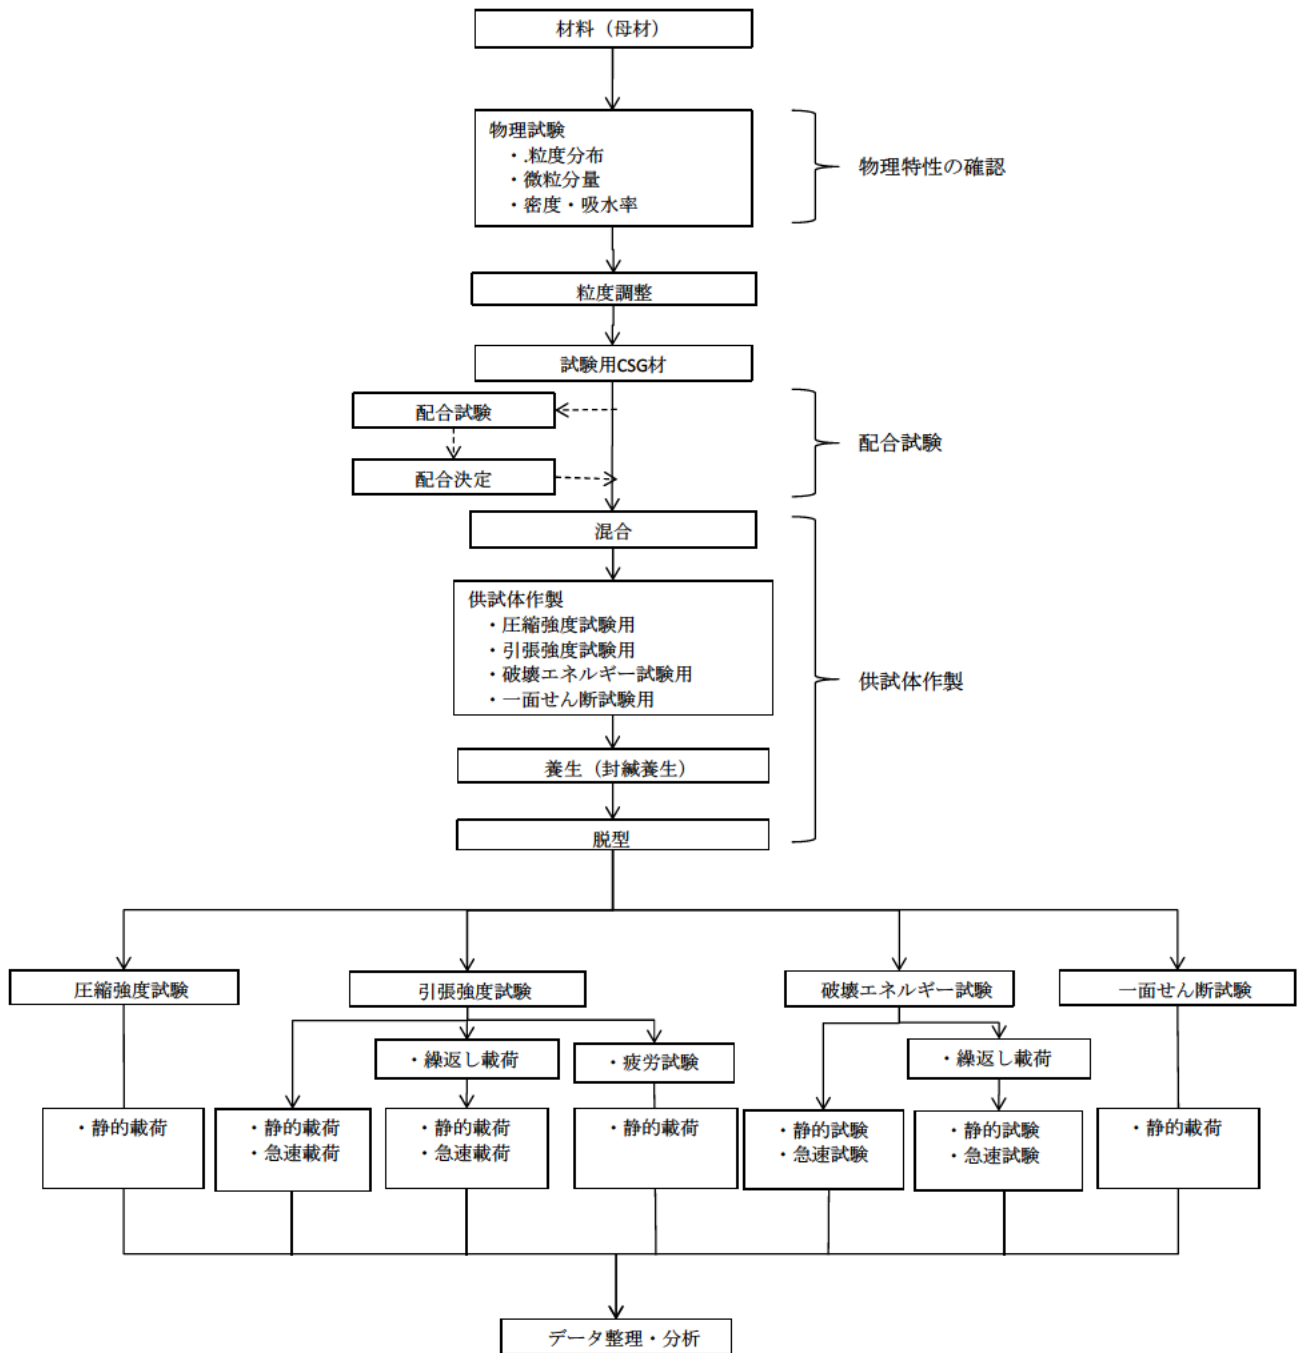 材料（母材）
物理試験
・.粒度分布
・微粒分量
・密度・吸水率
物理特性の確認
粒度調整
試験用CSG材
配合試験
配合決定
配合試験
混合
供試体作製
・圧縮強度試験用
・引張強度試験用
・破壊エネルギー試験用
・一面せん断試験用
供試体作製
養生（封緘養生）
脱型
圧縮強度試験
引張強度試験
破壊エネルギー試験
一面せん断試験
・繰返し載荷
・疲労試験
・繰返し載荷
・静的載荷
・静的載荷
・急速載荷
・静的載荷
・急速載荷
・静的載荷
・静的試験
・急速試験
・静的試験
・急速試験
・静的載荷
データ整理・分析